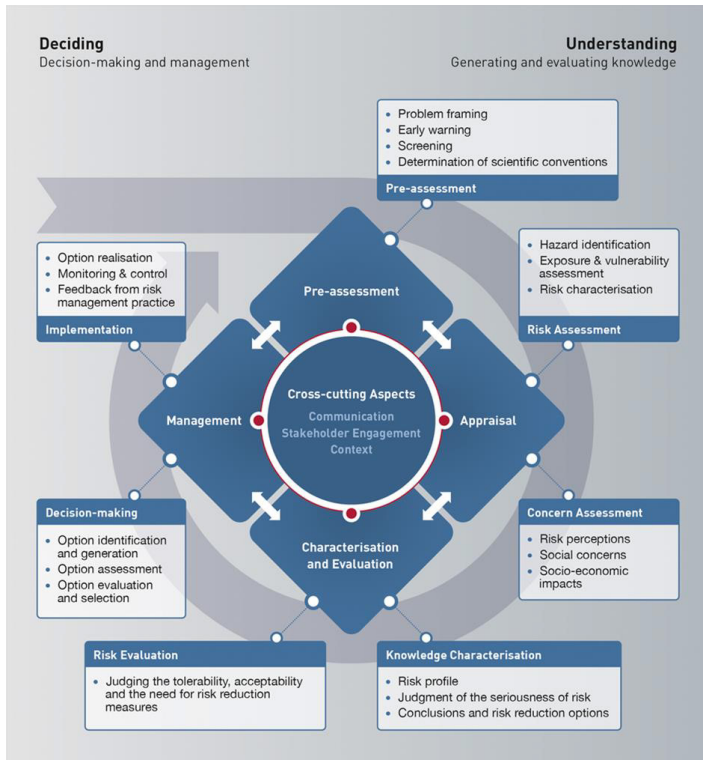 Deciding
Decision-making and management
Understanding
Generating and evaluating knowledge
• Problem framing
• Early warning
• Screening
• Determination of scientific conventions
Pre-assessment
• Option realisation
• Monitoring & control
• Feedback from risk
management practice
Implementation
• Hazard identification
• Exposure & vulnerability
assessment
• Risk characterisation
Risk Assessment
Pre-assessment
Management
Cross-cutting Aspects
Communication
Stakeholder Engagement
Context
Appraisal
Characterisation
and Evaluation
Decision-making
• Option identification
and generation
• Option assessment
• Option evaluation
and selection
Concern Assessment
• Risk perceptions
• Social concerns
• Socio-economic
impacts
Risk Evaluation
• Judging the tolerability, acceptability
and the need for risk reduction
measures
Knowledge Characterisation
• Risk profile
• Judgment of the seriousness of risk
• Conclusions and risk reduction options